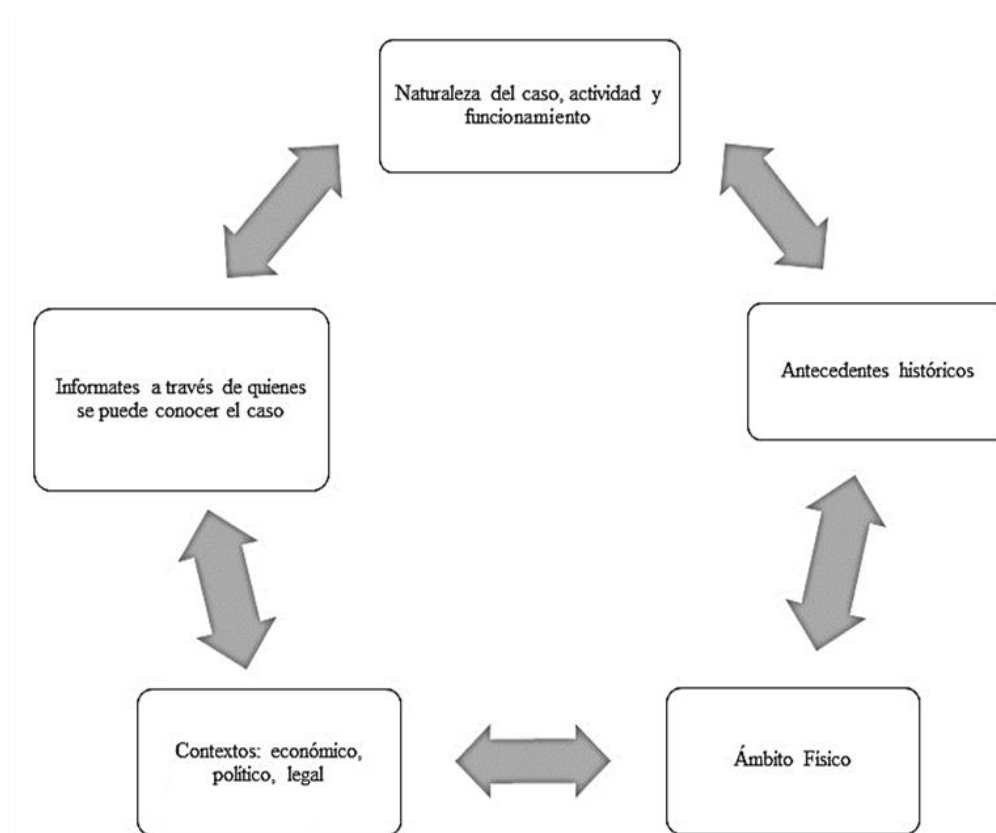 Naturaleza del caso, actividad y
funcionamiento
Antecedentes históricos
Informates a través de quienes
se puede conocer el caso
Contextos: económico,
político, legal
Ámbito Físico